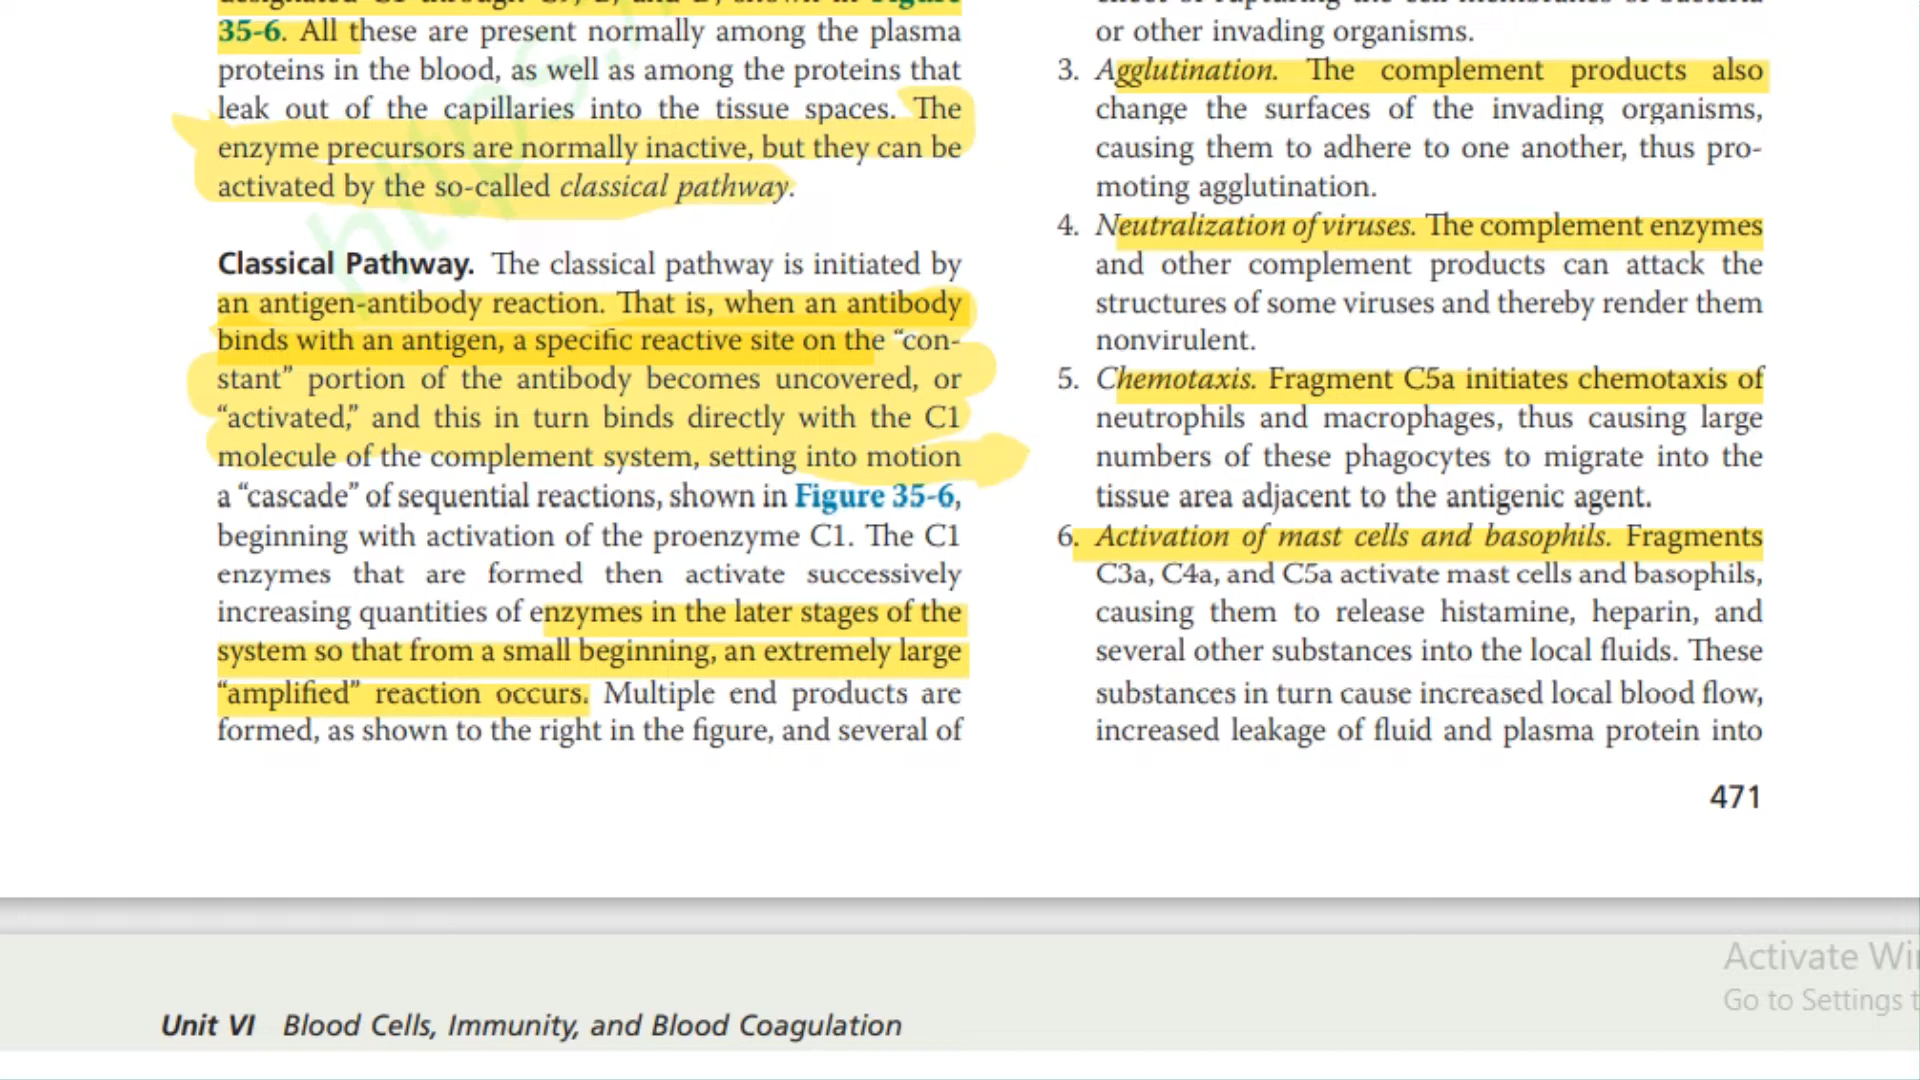 35-6. All these are present normally among the plasma
proteins in the blood, as well as among the proteins that
leak out of the capillaries into the tissue spaces. The
enzyme precursors are normally inactive, but they can be
activated by the so-called classical pathway.
Classical Pathway. The classical pathway is initiated by
an antigen-antibody reaction. That is, when an antibody
binds with an antigen, a specific reactive site on the “con-
stant” portion of the antibody becomes uncovered, or
“activated,” and this in turn binds directly with the C1
molecule of the complement system, setting into motion
a “cascade” of sequential reactions, shown in Figure 35-6,
beginning with activation of the proenzyme C1. The C1
enzymes that are formed then activate successively
increasing quantities of enzymes in the later stages of the
system so that from a small beginning, an extremely large
“amplified” reaction occurs. Multiple end products are
formed, as shown to the right in the figure, and several of
or other invading organisms.
3. Agglutination. The complement products also
change the surfaces of the invading organisms,
causing them to adhere to one another, thus pro-
moting agglutination.
4. Neutralization of viruses. The complement enzymes
and other complement products can attack the
structures of some viruses and thereby render them
nonvirulent.
5. Chemotaxis. Fragment C5a initiates chemotaxis of
neutrophils and macrophages, thus causing large
numbers of these phagocytes to migrate into the
tissue area adjacent to the antigenic agent.
6. Activation of mast cells and basophils. Fragments
C3a, C4a, and C5a activate mast cells and basophils,
causing them to release histamine, heparin, and
several other substances into the local fluids. These
substances in turn cause increased local blood flow,
increased leakage of fluid and plasma protein into
471
https:/
Activate Wi
Go to Settings t
Unit VI Blood Cells, Immunity, and Blood Coagulation